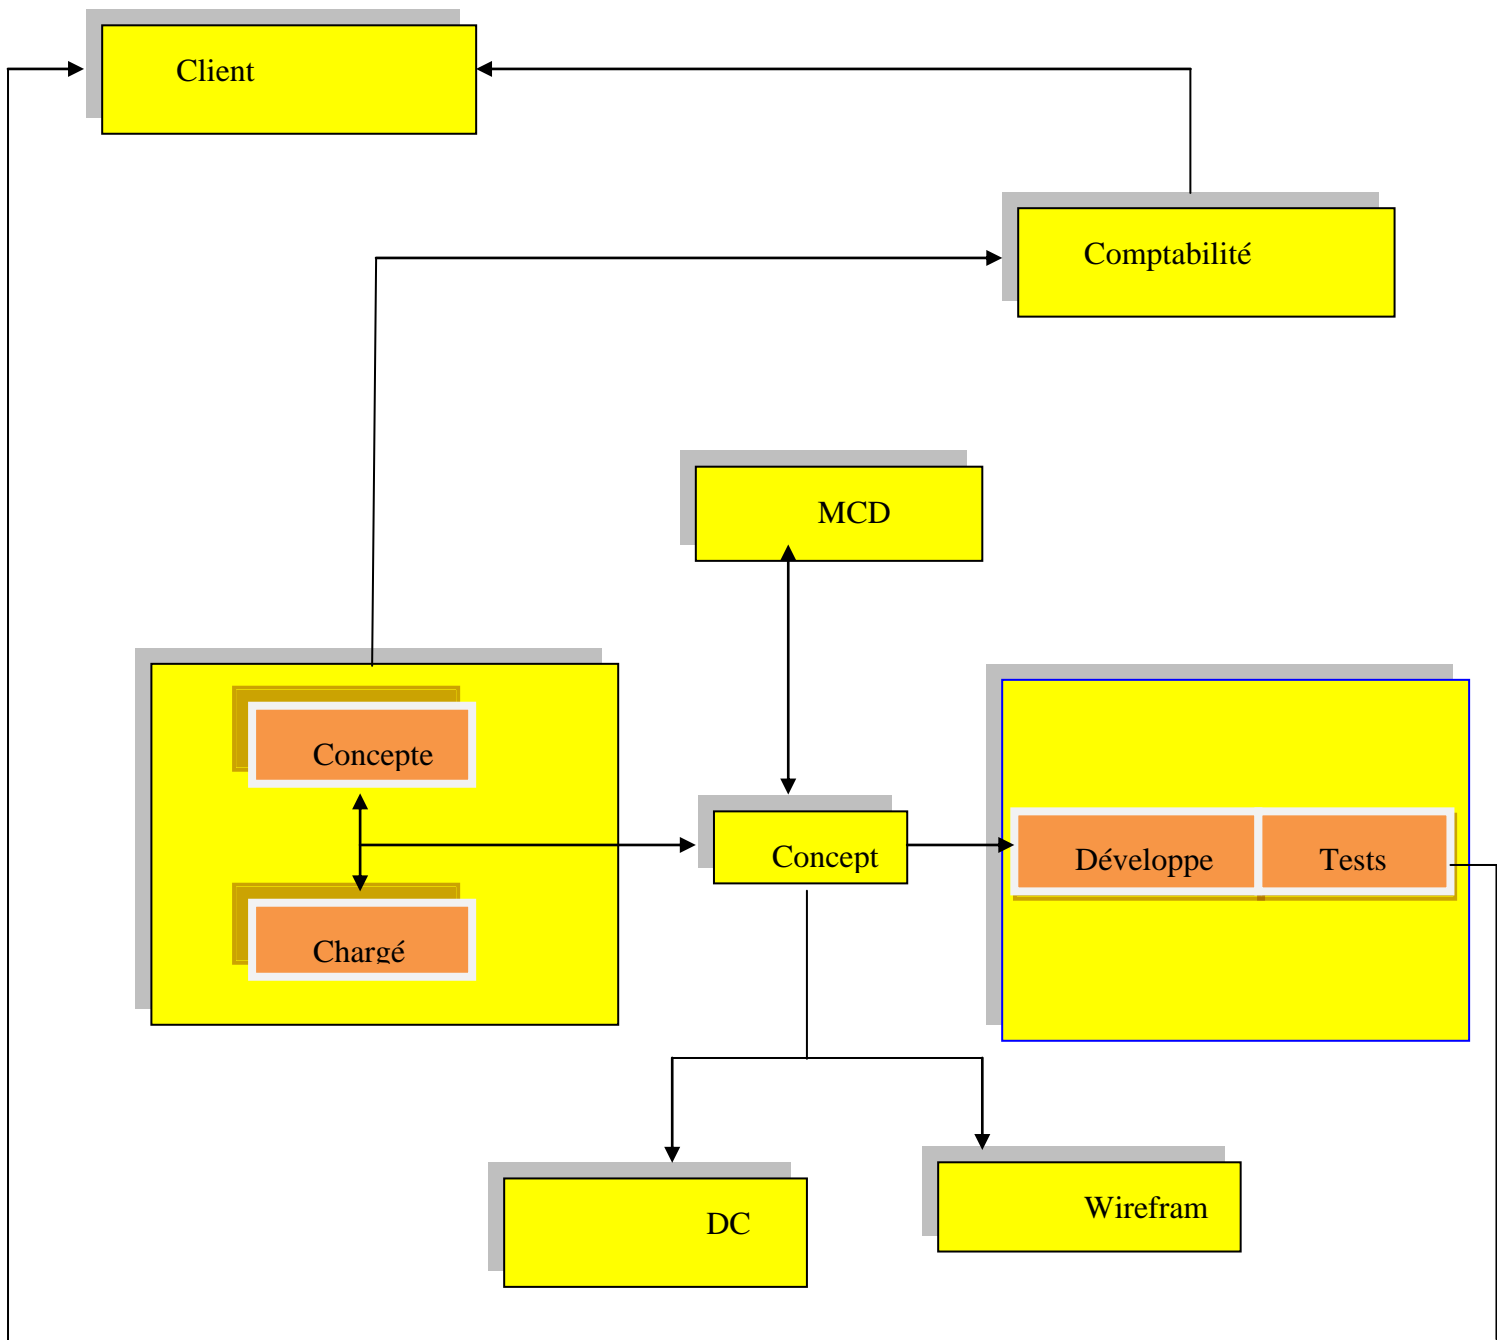 Client
Comptabilité
MCD
Concepte
Concept
Développe
Tests
Chargé
DC
Wirefram